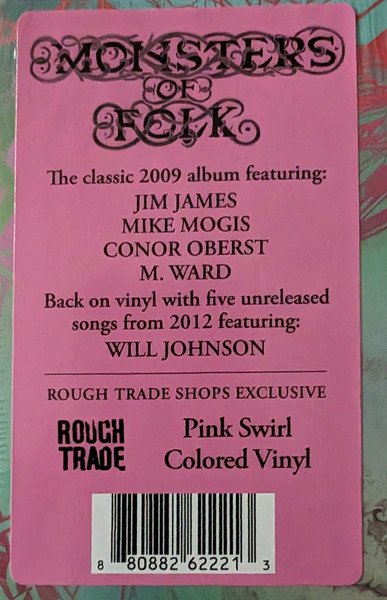 MONSTERS
OF
FOLK
The classic 2009 album featuring:
JIM JAMES
MIKE MOGIS
CONOR OBERST
M. WARD
Back on vinyl with five unreleased
songs from 2012 featuring:
WILL JOHNSON
ROUGH TRADE SHOPS EXCLUSIVE
ROUGH
TRADE
Pink Swirl
Colored Vinyl
8 80882 62221 3